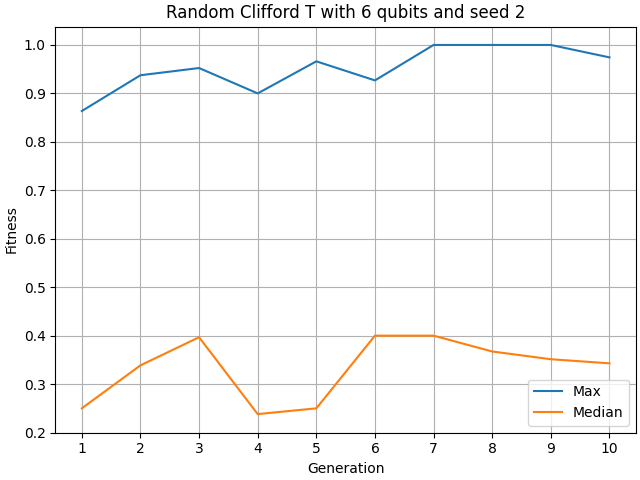 Random Clifford T with 6 qubits and seed 2
1.0
0.9
0.8
0.7
0.6
0.5
0.4
0.3
0.2
Fitness
Max
Median
1 2 3 4 5 6 7 8 9 10
Generation